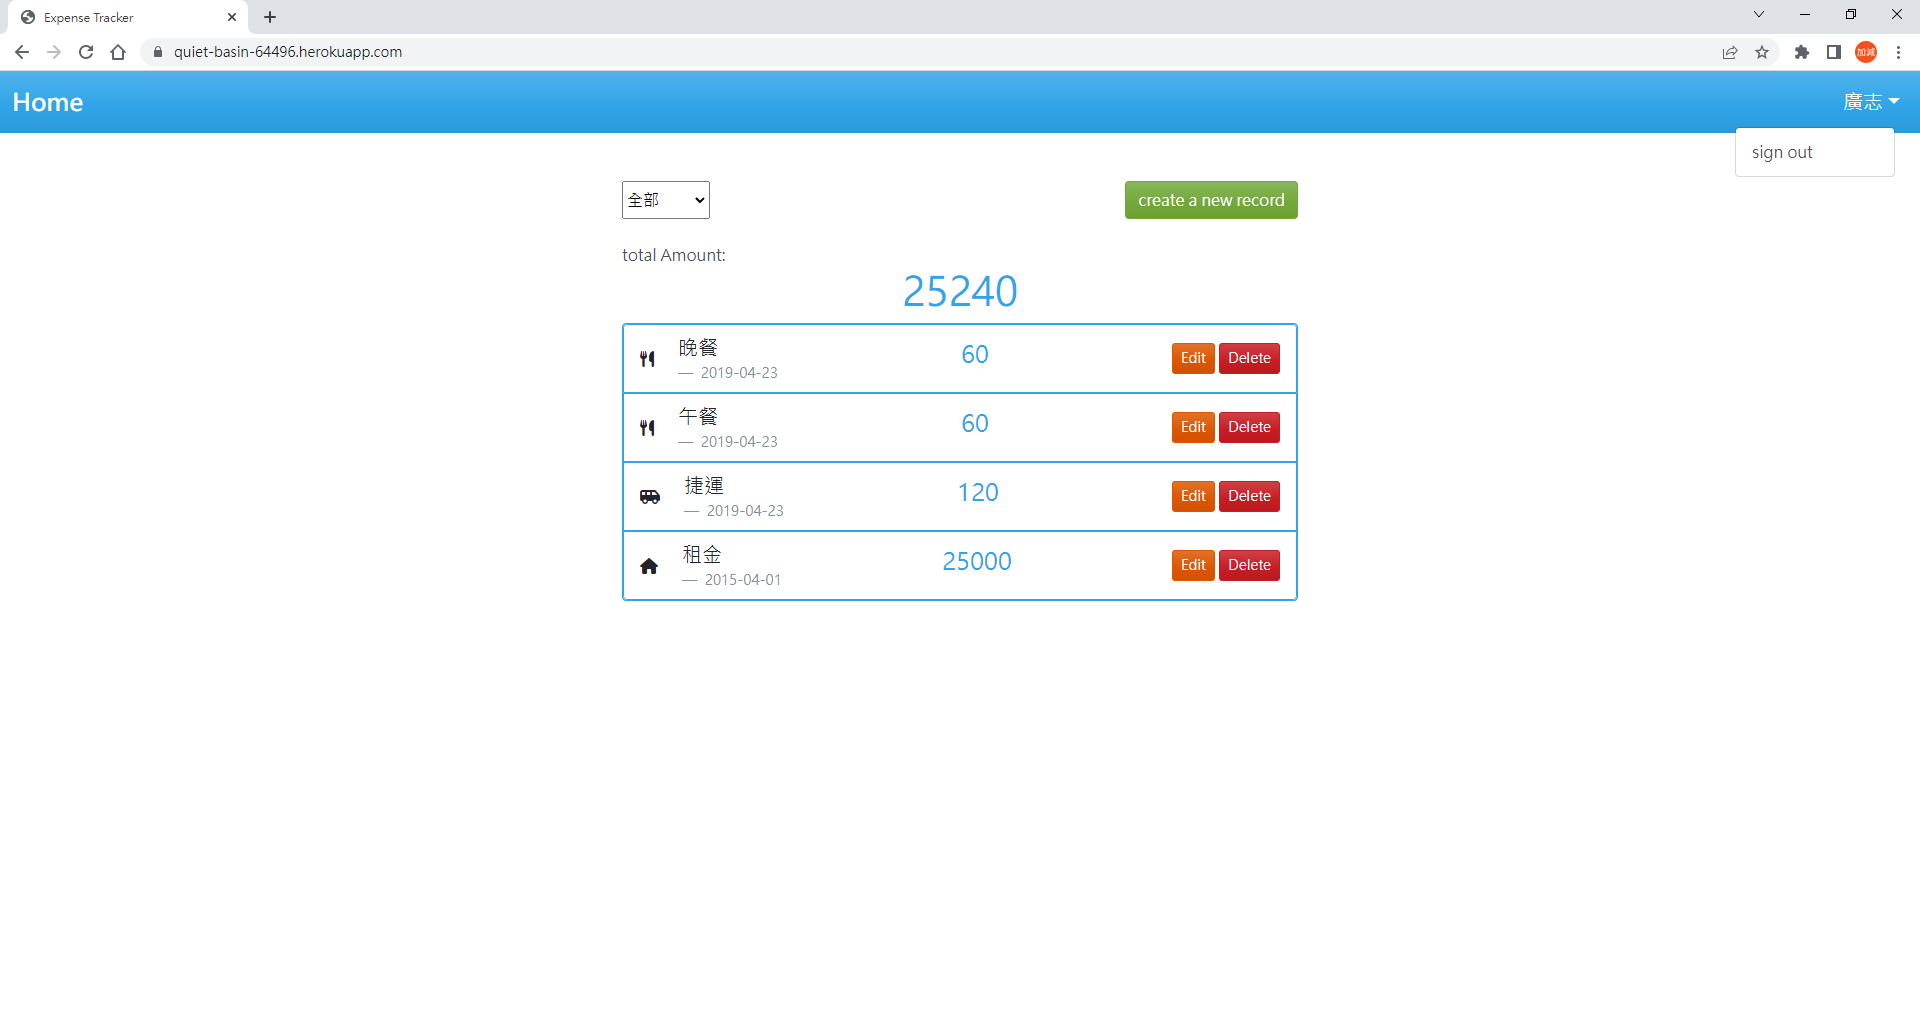 Expense Tracker
quiet-basin-64496.herokuapp.com
加減
Home
廣志
sign out
全部
create a new record
total Amount:
25240
晚餐
60
Edit Delete
— 2019-04-23
午餐
60
Edit Delete
— 2019-04-23
捷運
120
Edit Delete
— 2019-04-23
租金
25000
Edit Delete
— 2015-04-01